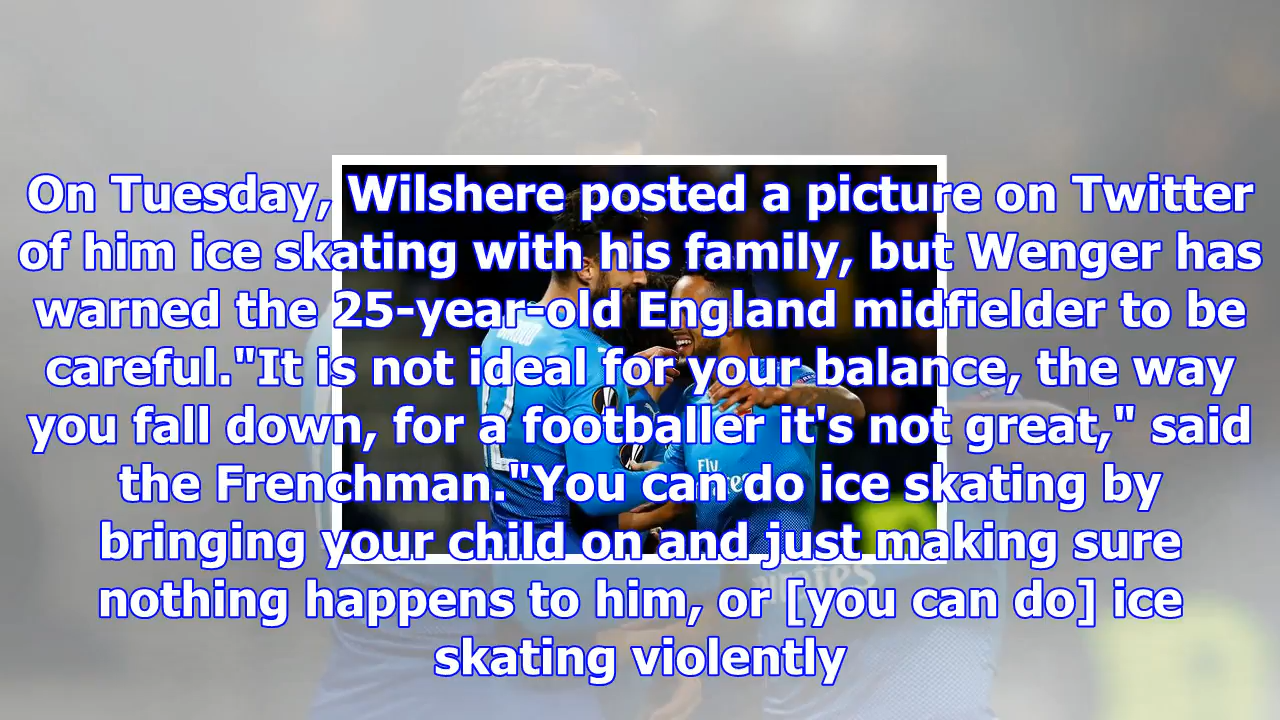 On Tuesday, Wilshere posted a picture on Twitter
of him ice skating with his family, but Wenger has
warned the 25-year-old England midfielder to be
careful."It is not ideal for your balance, the way
you fall down, for a footballer it's not great," said
the Frenchman."You can do ice skating by
bringing your child on and just making sure
nothing happens to him, or [you can do] ice
skating violently
Fly